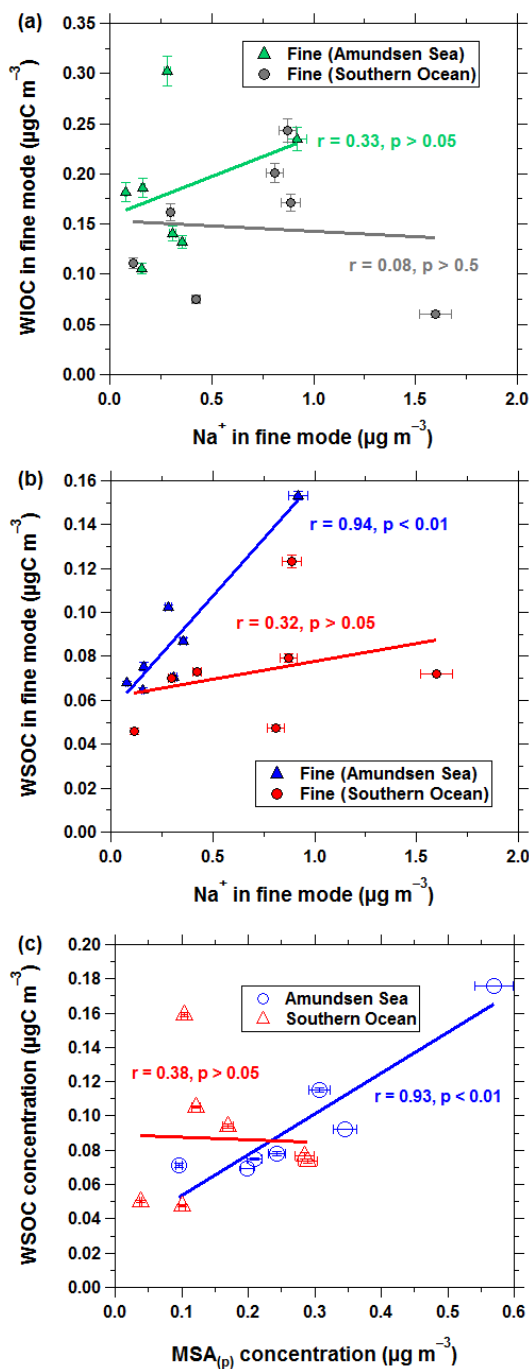 (a)
Fine (Amundsen Sea)
Fine (Southern Ocean)
0.35
0.30
0.25
0.20
0.15
0.10
0.05
0.00
WIOC in fine mode (µgC m⁻³)
r = 0.33, p > 0.05
r = 0.08, p > 0.5
0.0 0.5 1.0 1.5 2.0
Na⁺ in fine mode (µg m⁻³)
(b)
0.16
0.14
0.12
0.10
0.08
0.06
0.04
0.02
0.00
WSOC in fine mode (µgC m⁻³)
r = 0.94, p < 0.01
r = 0.32, p > 0.05
Fine (Amundsen Sea)
Fine (Southern Ocean)
0.0 0.5 1.0 1.5 2.0
Na⁺ in fine mode (µg m⁻³)
(c)
0.20
0.18
0.16
0.14
0.12
0.10
0.08
0.06
0.04
0.02
0.00
WSOC concentration (µgC m⁻³)
Amundsen Sea
Southern Ocean
r = 0.38, p > 0.05
r = 0.93, p < 0.01
0.0 0.1 0.2 0.3 0.4 0.5 0.6
MSA(p) concentration (µg m⁻³)